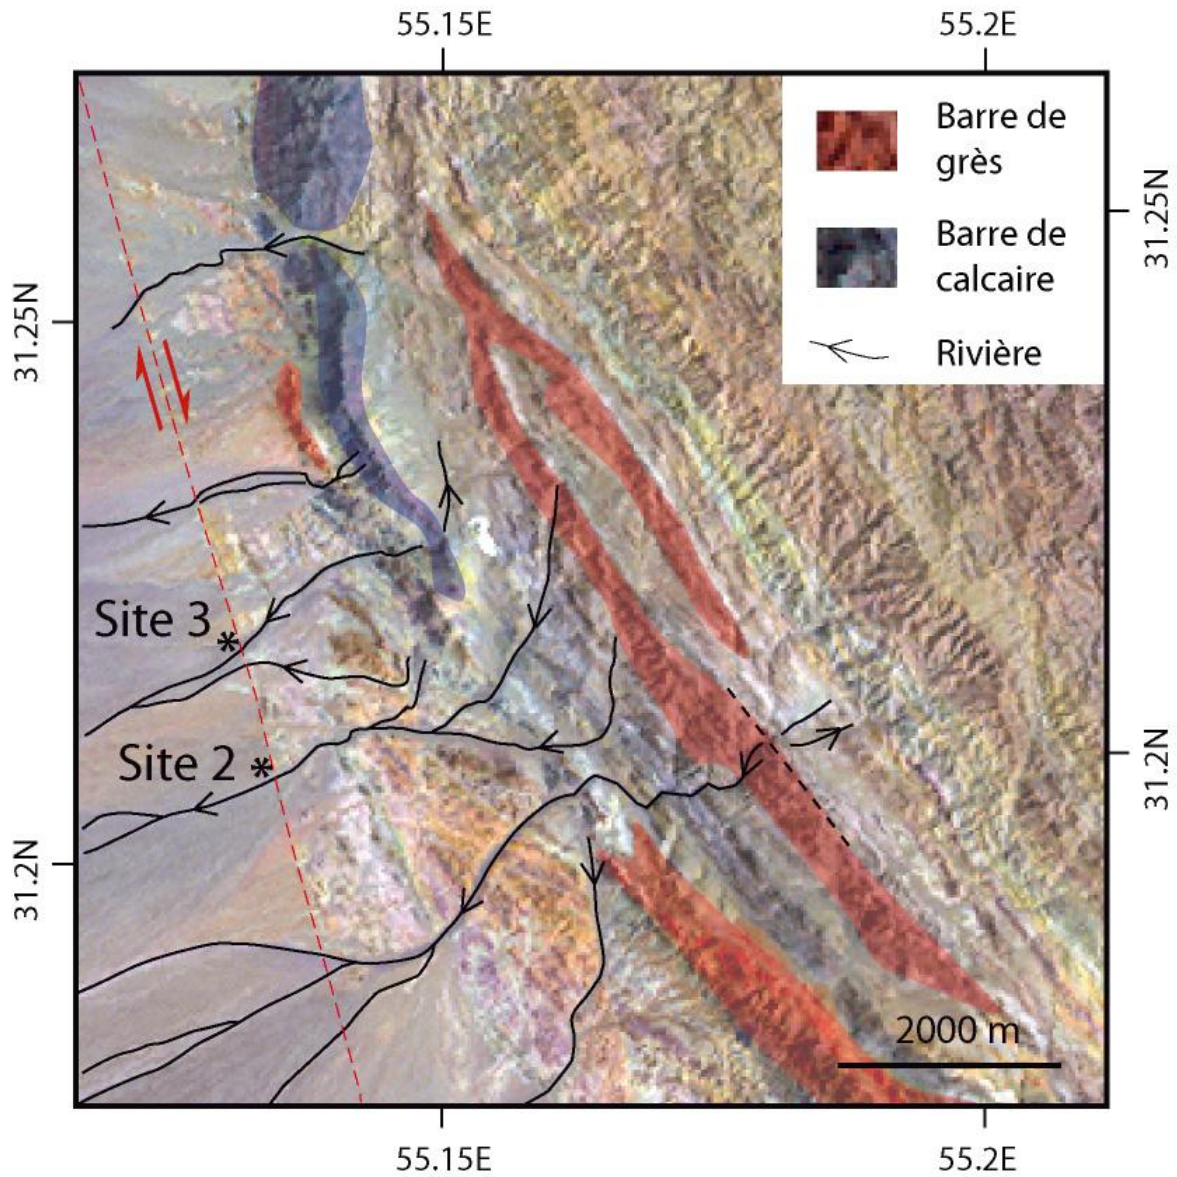 55.15E
55.2E
Barre de
grès
Barre de
calcaire
Rivière
31.25N
31.25N
Site 3
Site 2
31.2N
31.2N
2000 m
55.15E
55.2E